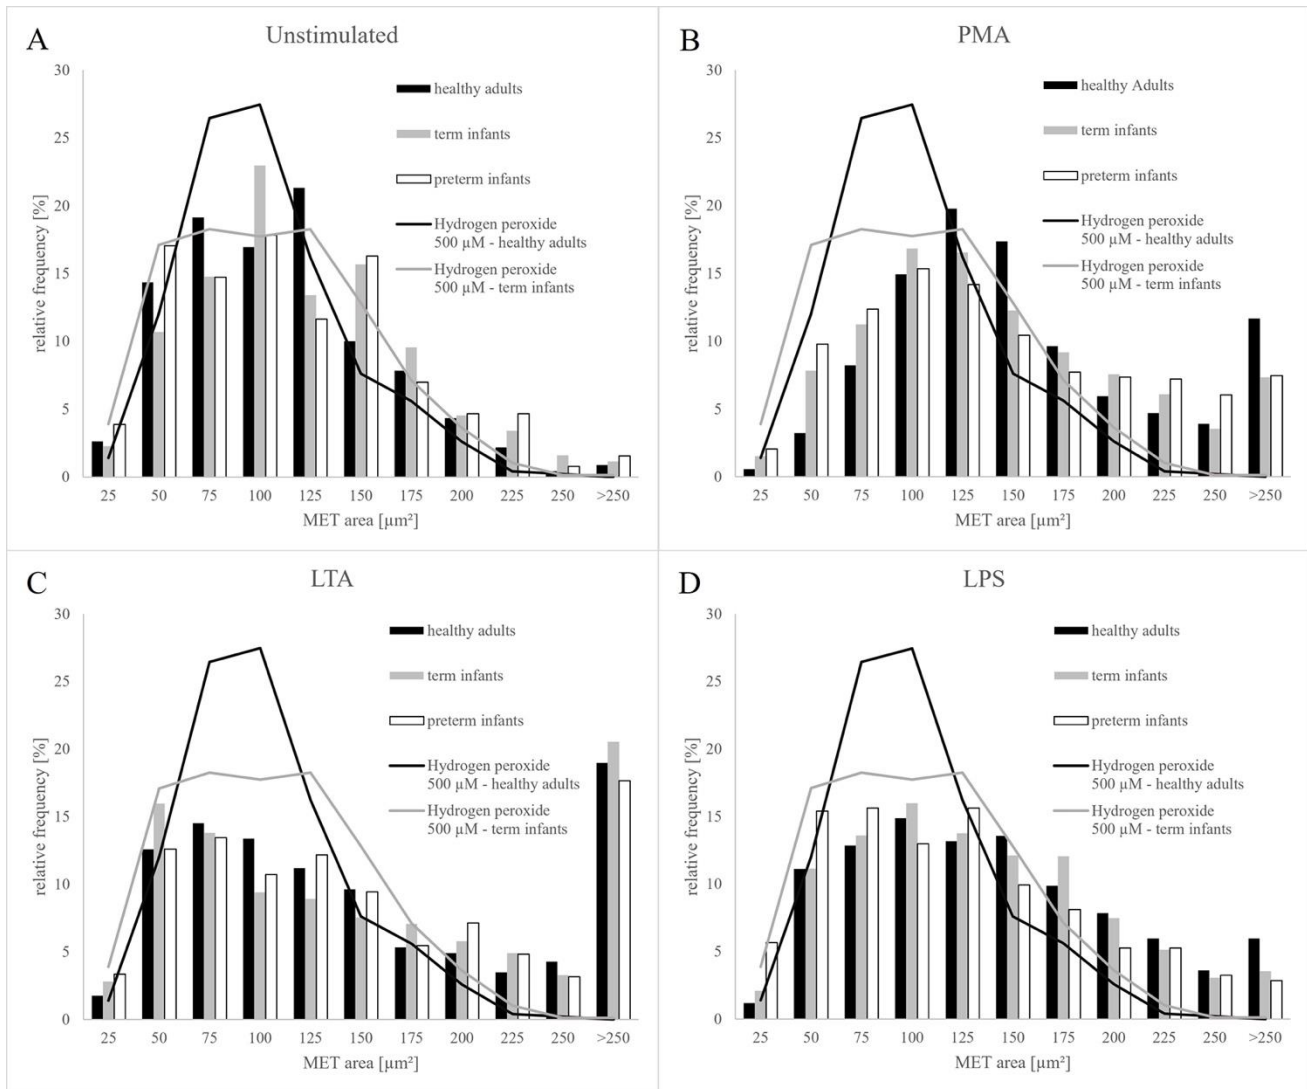 A
Unstimulated
relative frequency [%]
30
25
20
15
10
5
0
healthy adults
term infants
preterm infants
Hydrogen peroxide
500 µM - healthy adults
Hydrogen peroxide
500 µM - term infants
25 50 75 100 125 150 175 200 225 250 >250
MET area [µm²]
B
PMA
relative frequency [%]
30
25
20
15
10
5
0
healthy Adults
term infants
preterm infants
Hydrogen peroxide
500 µM - healthy adults
Hydrogen peroxide
500 µM - term infants
25 50 75 100 125 150 175 200 225 250 >250
MET area [µm²]
C
LTA
relative frequency [%]
30
25
20
15
10
5
0
healthy adults
term infants
preterm infants
Hydrogen peroxide
500 µM - healthy adults
Hydrogen peroxide
500 µM - term infants
25 50 75 100 125 150 175 200 225 250 >250
MET area [µm²]
D
LPS
relative frequency [%]
30
25
20
15
10
5
0
healthy adults
term infants
preterm infants
Hydrogen peroxide
500 µM - healthy adults
Hydrogen peroxide
500 µM - term infants
25 50 75 100 125 150 175 200 225 250 >250
MET area [µm²]